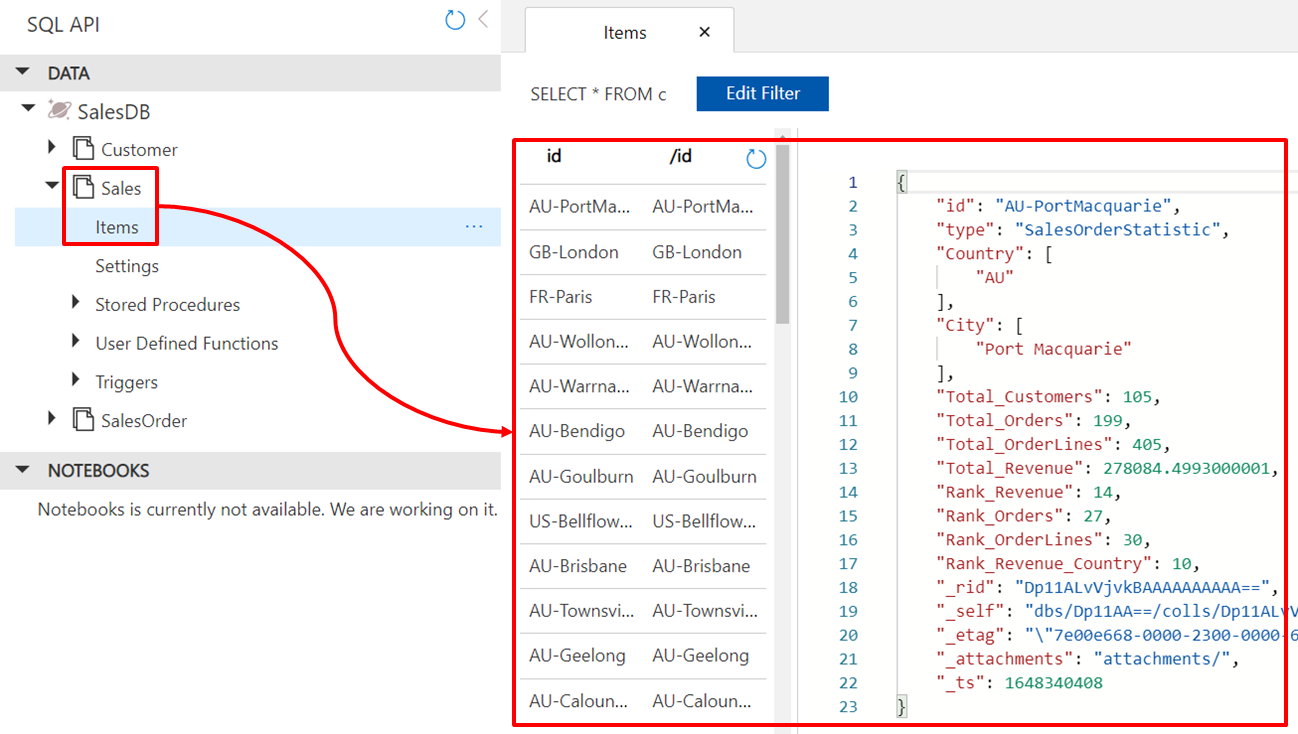 SQL API
DATA
SalesDB
Customer
Sales
Items
...
Settings
Stored Procedures
User Defined Functions
Triggers
SalesOrder
NOTEBOOKS
Notebooks is currently not available. We are working on it.
Items
SELECT * FROM c
Edit Filter
id /id
AU-PortMa... AU-PortMa...
GB-London GB-London
FR-Paris FR-Paris
AU-Wollon... AU-Wollon...
AU-Warrna... AU-Warrna...
AU-Bendigo AU-Bendigo
AU-Goulburn AU-Goulburn
US-Bellflow... US-Bellflow...
AU-Brisbane AU-Brisbane
AU-Townsvi... AU-Townsvi...
AU-Geelong AU-Geelong
AU-Caloun... AU-Caloun...
1 {
2 "id": "AU-PortMacquarie",
3 "type": "SalesOrderStatistic",
4 "Country": [
5 "AU"
6 ],
7 "City": [
8 "Port Macquarie"
9 ],
10 "Total_Customers": 105,
11 "Total_Orders": 199,
12 "Total_OrderLines": 405,
13 "Total_Revenue": 278084.4993000001,
14 "Rank_Revenue": 14,
15 "Rank_Orders": 27,
16 "Rank_OrderLines": 30,
17 "Rank_Revenue_Country": 10,
18 "_rid": "Dp11ALvVjvkBAAAAAAAAAA==",
19 "_self": "dbs/Dp11AA==/colls/Dp11ALvV
20 "_etag": "\"7e00e668-0000-2300-0000-6
21 "_attachments": "attachments/",
22 "_ts": 1648340408
23 }